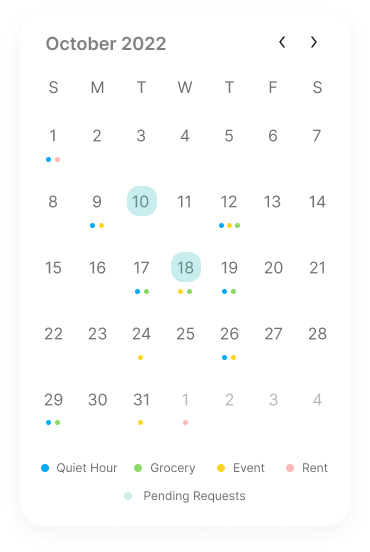 October 2022
S M T W T F S
1 2 3 4 5 6 7
8 9 10 11 12 13 14
15 16 17 18 19 20 21
22 23 24 25 26 27 28
29 30 31 1 2 3 4
Quiet Hour Grocery Event Rent
Pending Requests